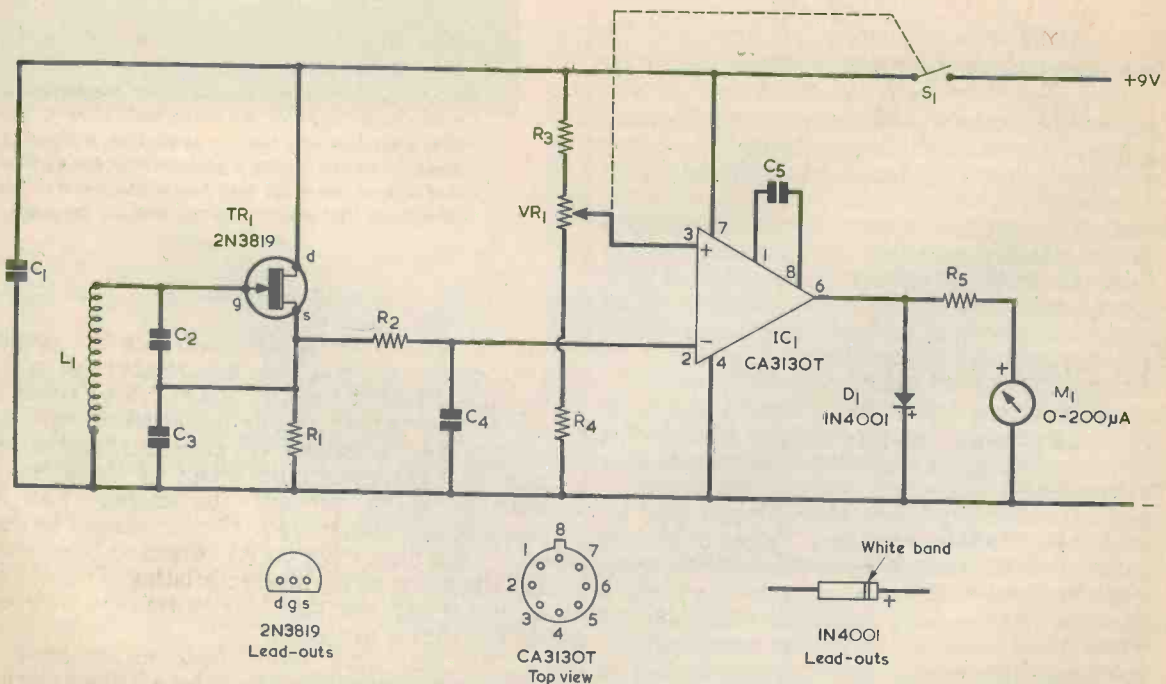 +9V
S1
R3
C5
VR1
TR1
2N3819
d
g
s
C1
C2
L1
C3
R1
R2
C4
R4
3
+
7
1
8
6
2
−
4
IC1
CA3130T
R5
D1
1N4001
+
+
M1
0-200µA
−
d g s
2N3819
Lead-outs
8
1
7
2
6
3
5
4
CA3130T
Top view
White band
+
1N4001
Lead-outs